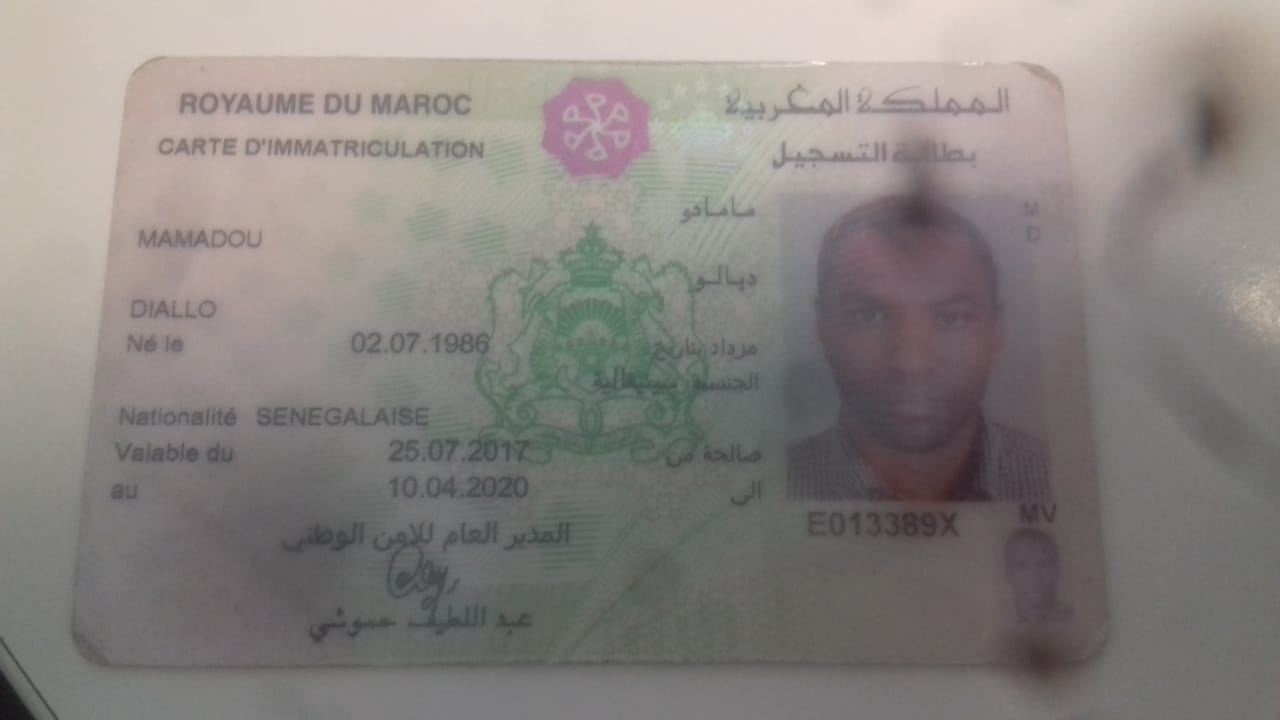 ROYAUME DU MAROC
المملكة المغربية
CARTE D'IMMATRICULATION
بطاقة التسجيل
مامادو
MAMADOU
ديالو
DIALLO
Né le 02.07.1986 مزداد بتاريخ
الجنسية سينيغالية
Nationalité SENEGALAISE
Valable du 25.07.2017 صالحة من
au 10.04.2020 الى
M
D
E013389X
MV
المدير العام للامن الوطني
عبد اللطيف حموشي